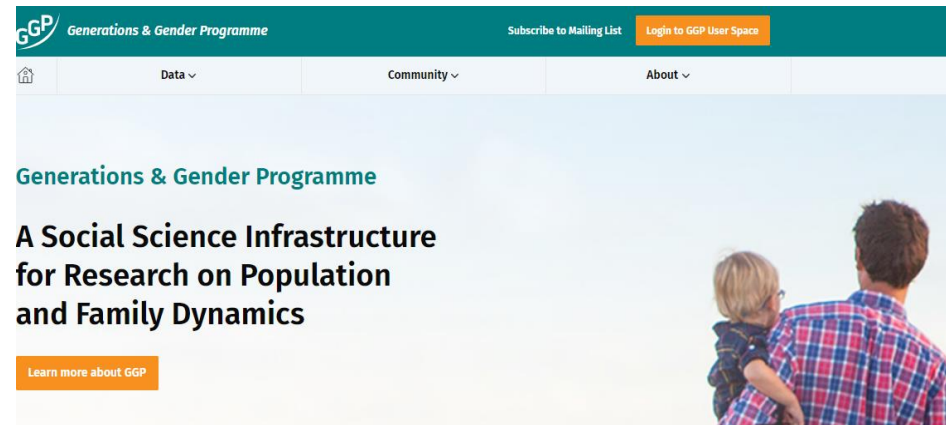 GGP
Generations & Gender Programme
Subscribe to Mailing List
Login to GGP User Space
Data
Community
About
Generations & Gender Programme
A Social Science Infrastructure
for Research on Population
and Family Dynamics
Learn more about GGP